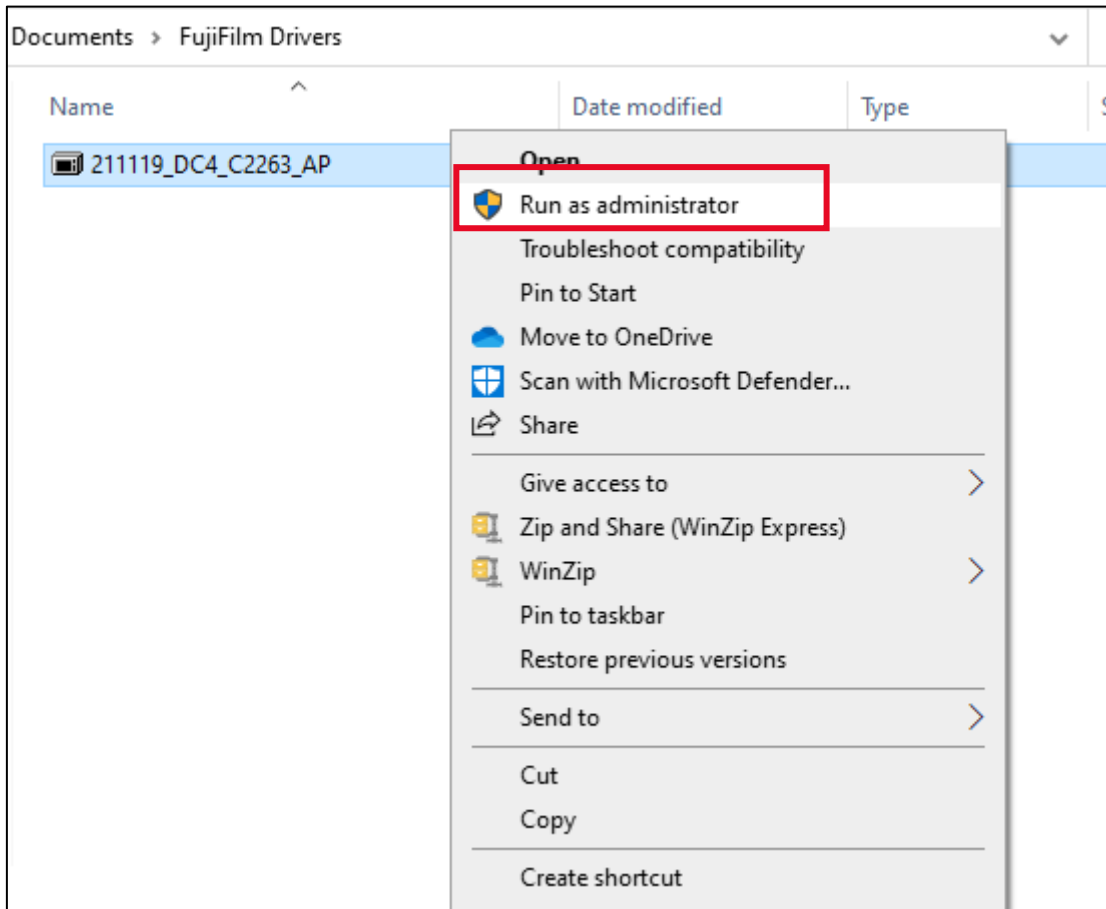 Documents > FujiFilm Drivers
Name Date modified Type S
211119_DC4_C2263_AP
Open
Run as administrator
Troubleshoot compatibility
Pin to Start
Move to OneDrive
Scan with Microsoft Defender...
Share
Give access to
Zip and Share (WinZip Express)
WinZip
Pin to taskbar
Restore previous versions
Send to
Cut
Copy
Create shortcut